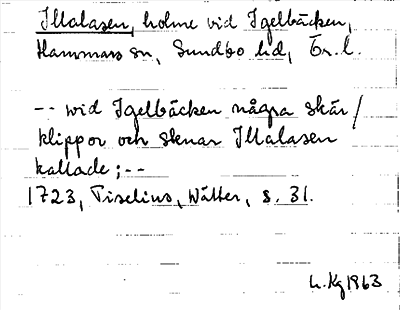 Illalasen, holme vid Igelbäcken,
Hammars sn, Sundbo hd, Ör. l.
-- wid Igelbäcken några skär/
klippor och stenar Illalasen
kallade; --
1723, Tiselius, Wätter, s. 31.
L. Kg 1963